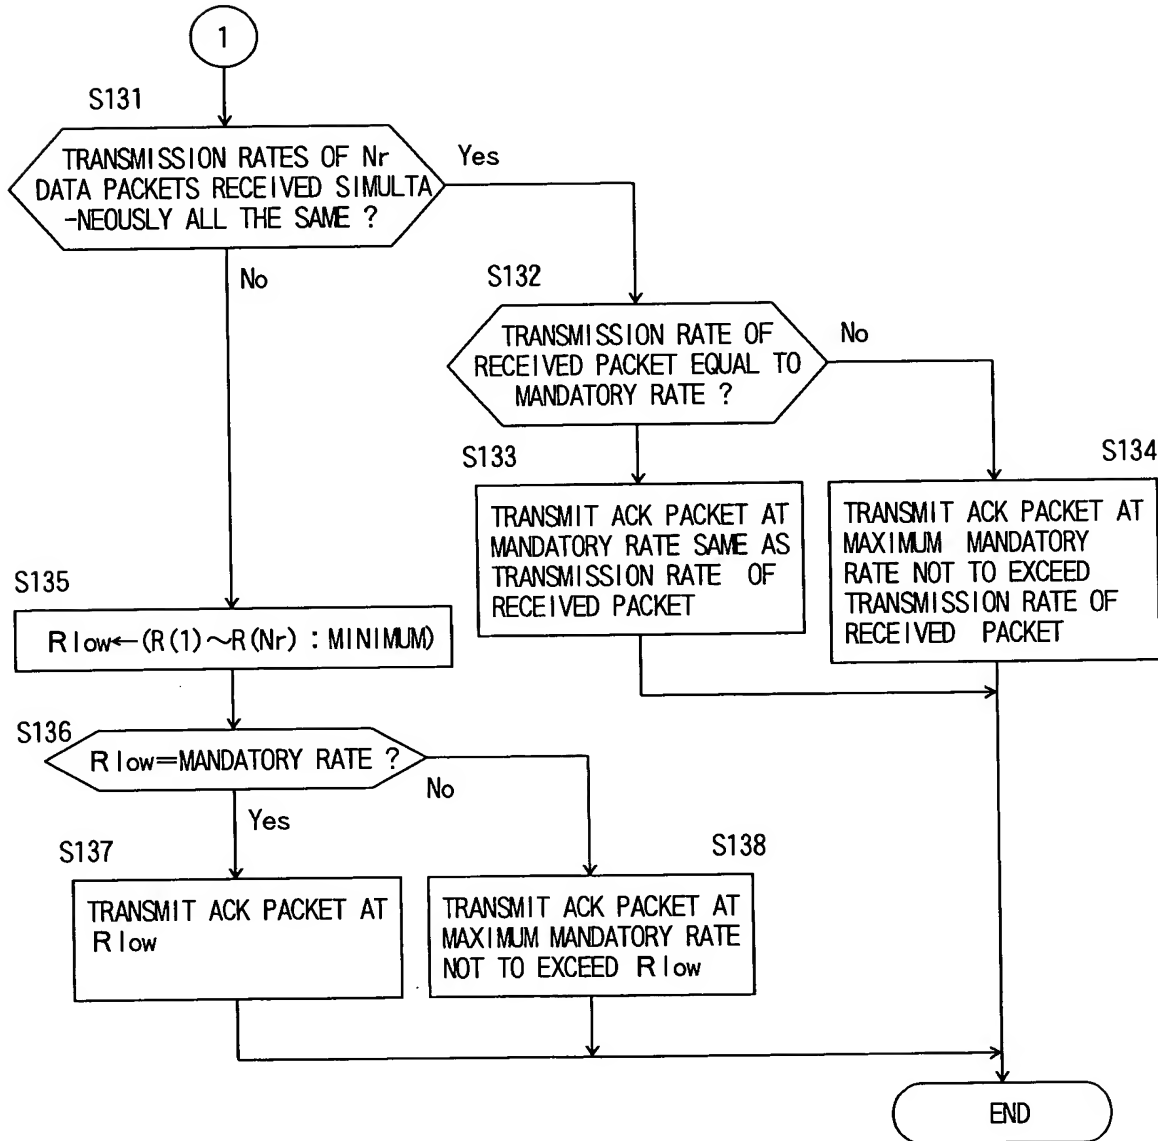 1
S131
TRANSMISSION RATES OF Nr
DATA PACKETS RECEIVED SIMULTA
-NEOUSLY ALL THE SAME ?
Yes
No
S132
TRANSMISSION RATE OF
RECEIVED PACKET EQUAL TO
MANDATORY RATE ?
No
S133
TRANSMIT ACK PACKET AT
MANDATORY RATE SAME AS
TRANSMISSION RATE OF
RECEIVED PACKET
S134
TRANSMIT ACK PACKET AT
MAXIMUM MANDATORY
RATE NOT TO EXCEED
TRANSMISSION RATE OF
RECEIVED PACKET
S135
Rlow←(R(1)~R(Nr) : MINIMUM)
S136
Rlow=MANDATORY RATE ?
No
Yes
S137
TRANSMIT ACK PACKET AT
Rlow
S138
TRANSMIT ACK PACKET AT
MAXIMUM MANDATORY RATE
NOT TO EXCEED Rlow
END